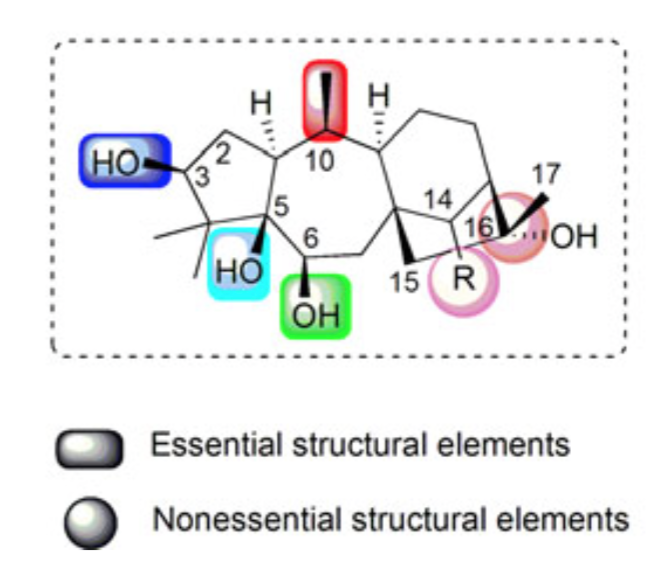 H
H
HO
2
3
10
17
5
14
16
OH
6
HO
15
R
OH
Essential structural elements
Nonessential structural elements